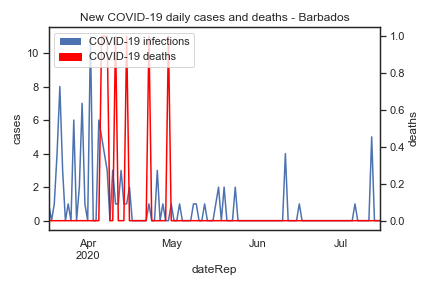 New COVID-19 daily cases and deaths - Barbados
COVID-19 infections
COVID-19 deaths
cases
10
8
6
4
2
0
deaths
1.0
0.8
0.6
0.4
0.2
0.0
Apr
2020
May
Jun
Jul
dateRep